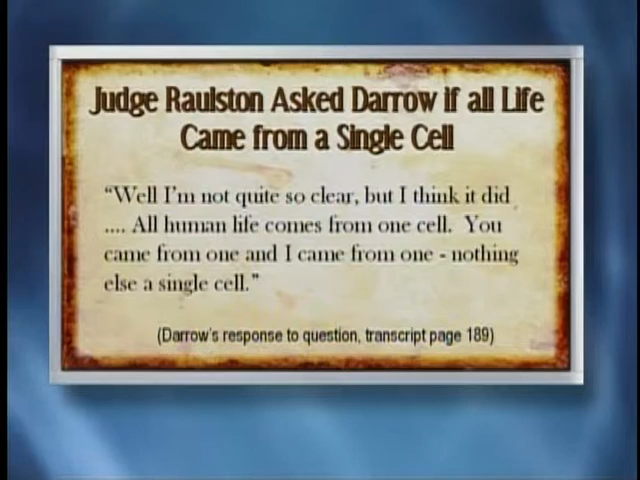 Judge Raulston Asked Darrow if all Life
Came from a Single Cell
“Well I’m not quite so clear, but I think it did
.... All human life comes from one cell. You
came from one and I came from one - nothing
else a single cell.”
(Darrow’s response to question, transcript page 189)